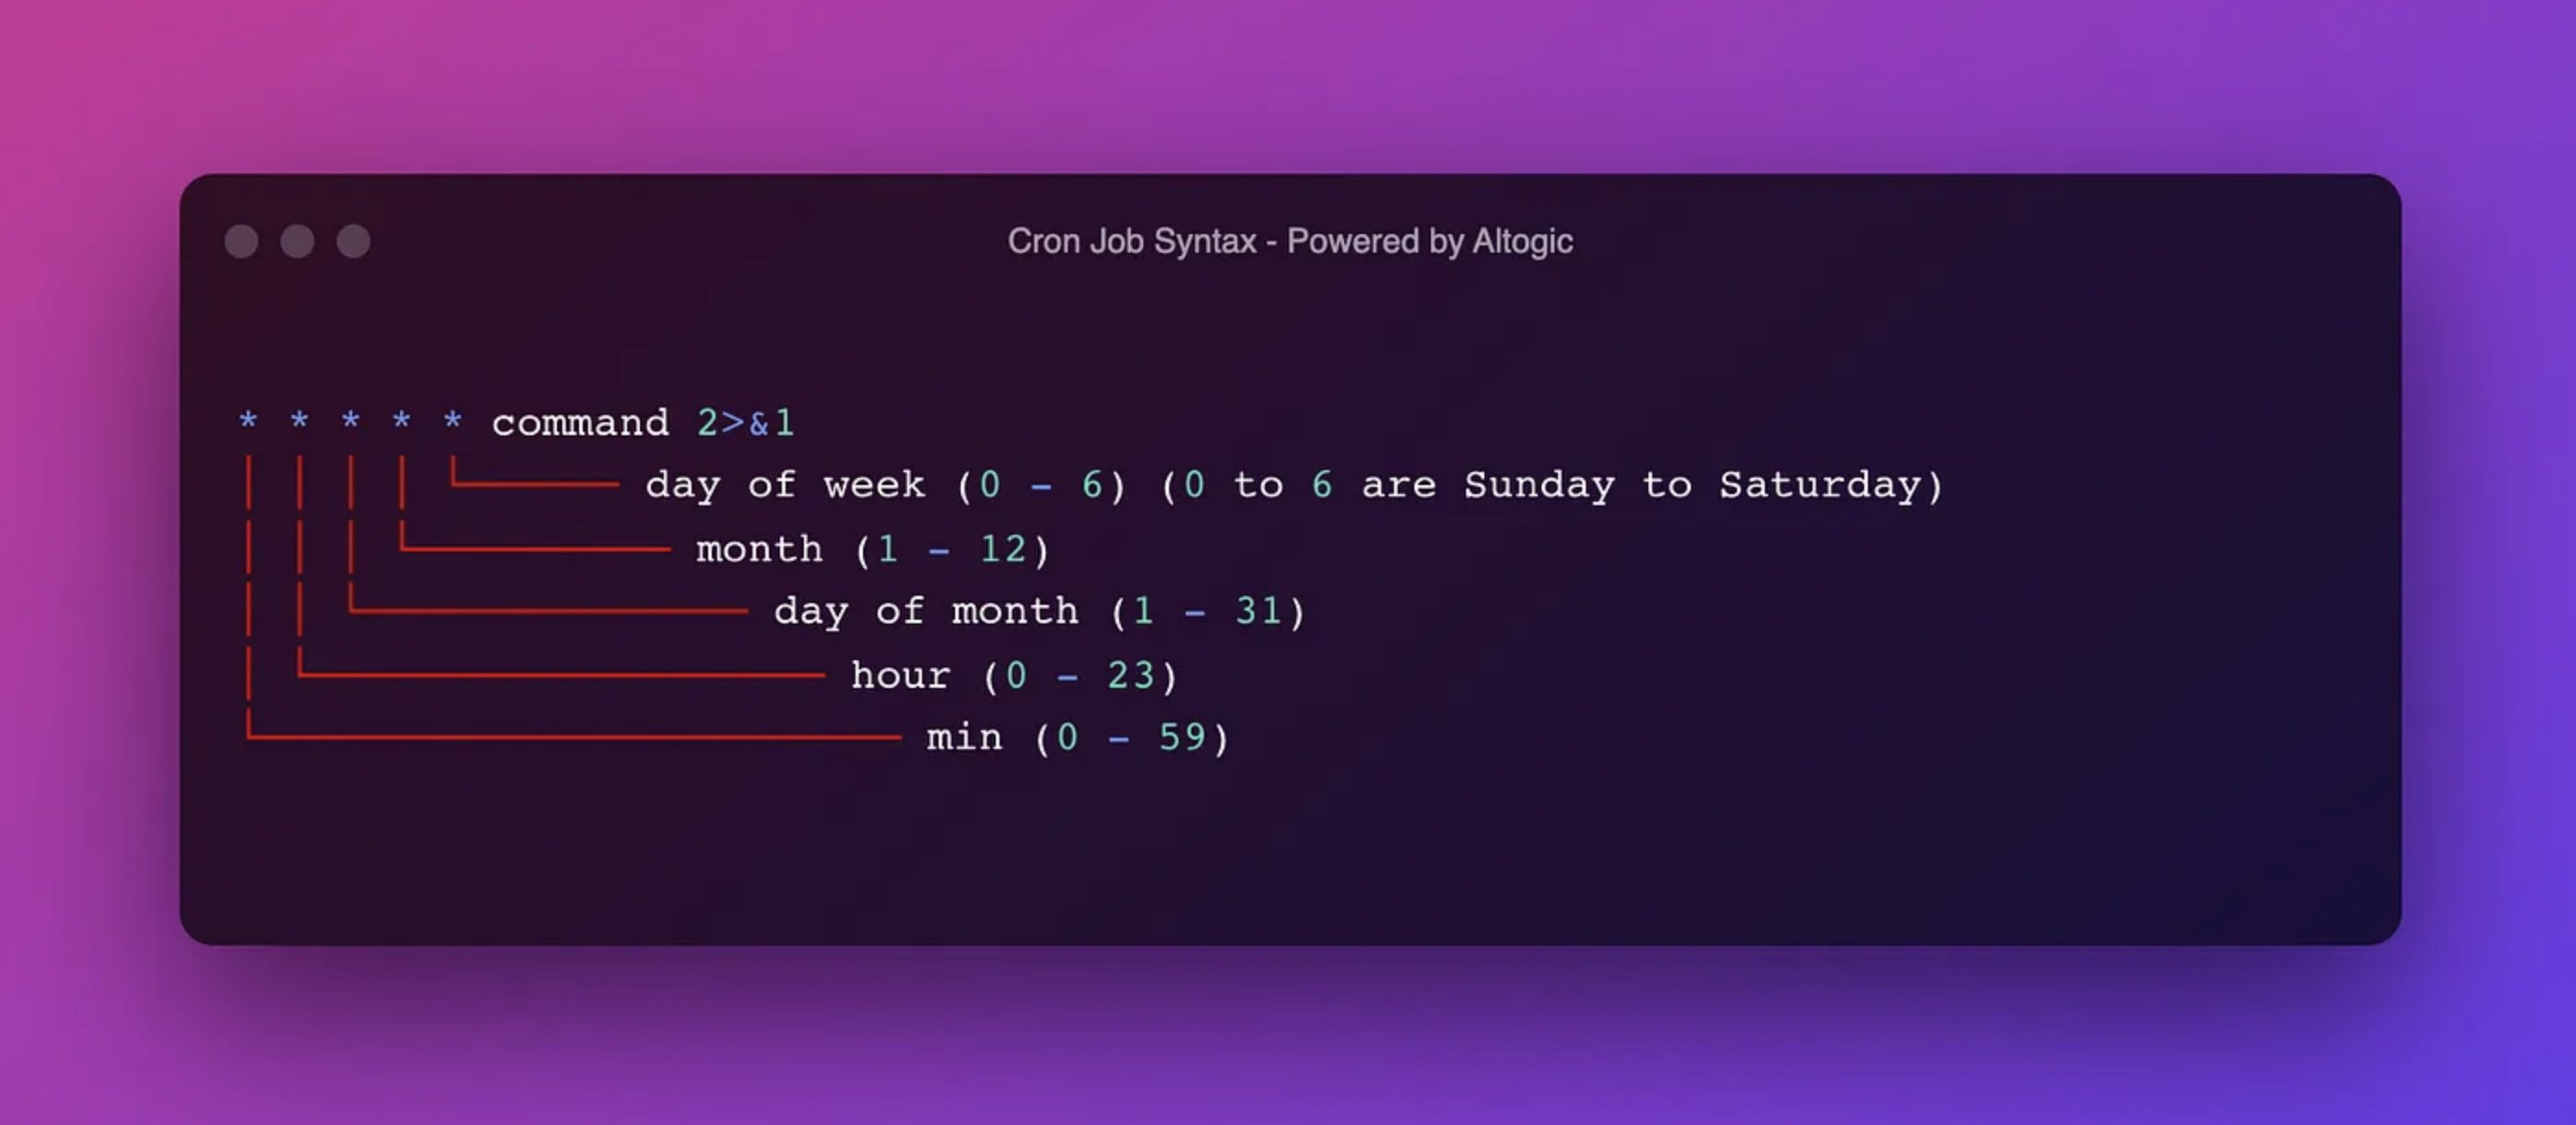 Cron Job Syntax - Powered by Altogic
* * * * * command 2>&1
day of week (0 - 6) (0 to 6 are Sunday to Saturday)
month (1 - 12)
day of month (1 - 31)
hour (0 - 23)
min (0 - 59)